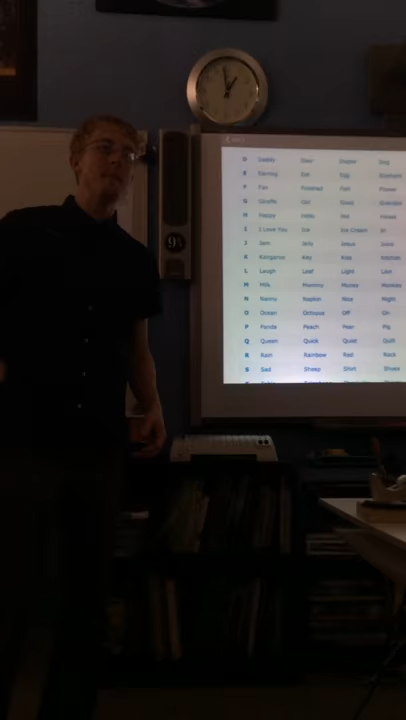 D Daddy Deer Diaper Dog
E Earring Eat Egg Elephant
F Fan Finished Fish Flower
G Giraffe Girl Good
H Happy Hello Hot House
I I Love You Ice Ice Cream In
J Jam Jelly Jesus Juice
K Kangaroo Key Kiss
L Laugh Leaf Light Lion
M Milk Mommy Money Monkey
N Nanny Napkin Nice Night
O Ocean Octopus Off On
P Panda Peach Pear Pig
Q Queen Quick Quiet Quilt
R Rain Rainbow Red Rock
S Sad Sheep Shirt Shoes